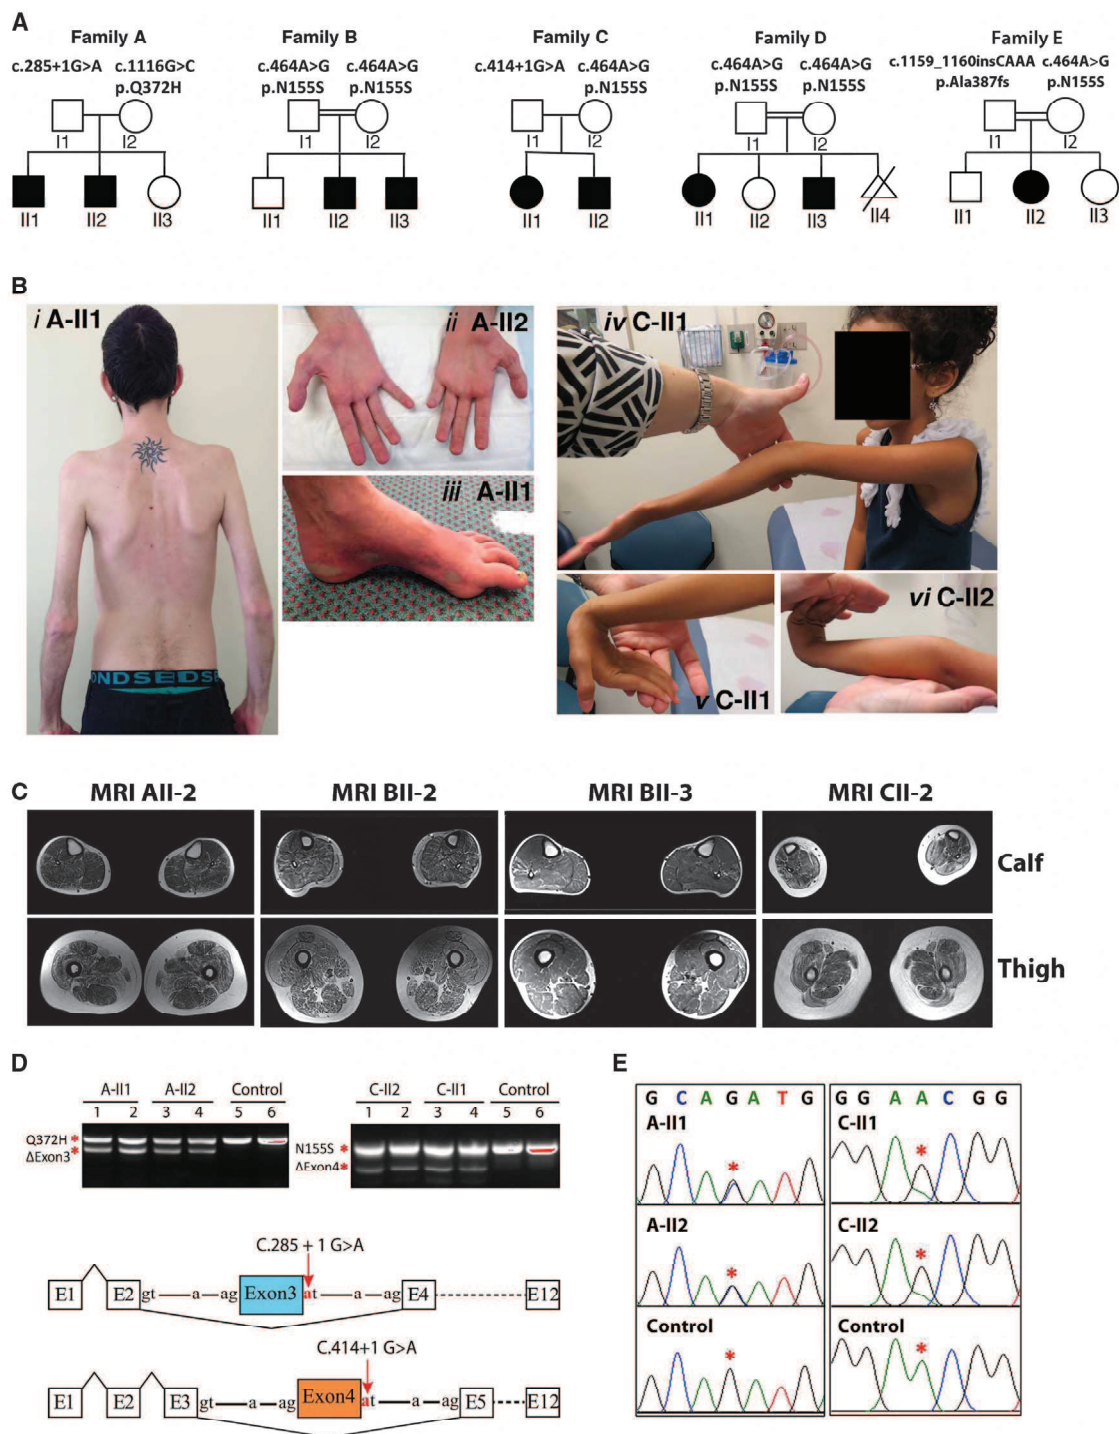 A
Family A
Family B
Family C
Family D
Family E
c.285+1G>A c.1116G>C
p.Q372H
c.464A>G c.464A>G
p.N155S p.N155S
c.414+1G>A c.464A>G
p.N155S
c.464A>G c.464A>G
p.N155S p.N155S
c.1159_1160insCAAA c.464A>G
p.Ala387fs p.N155S
I1 I2
I1 I2
I1 I2
I1 I2
I1 I2
II1 II2 II3
II1 II2 II3
II1 II2
II1 II2 II3 II4
II1 II2 II3
B
i A-II1
ii A-II2
iii A-II1
iv C-II1
v C-II1
vi C-II2
ONDSEDSE
C
MRI AII-2 MRI BII-2 MRI BII-3 MRI CII-2
Calf
Thigh
D
A-II1 A-II2 Control
1 2 3 4 5 6
Q372H *
ΔExon3 *
C-II2 C-II1 Control
1 2 3 4 5 6
N155S *
ΔExon4 *
C.285 + 1 G>A
E1 E2 gt a ag Exon3 at a ag E4 E12
C.414+1 G>A
E1 E2 E3 gt a ag Exon4 at a ag E5 E12
E
G C A G A T G
A-II1
*
A-II2
*
Control
*
G G A A C G G
C-II1
*
C-II2
*
Control
*